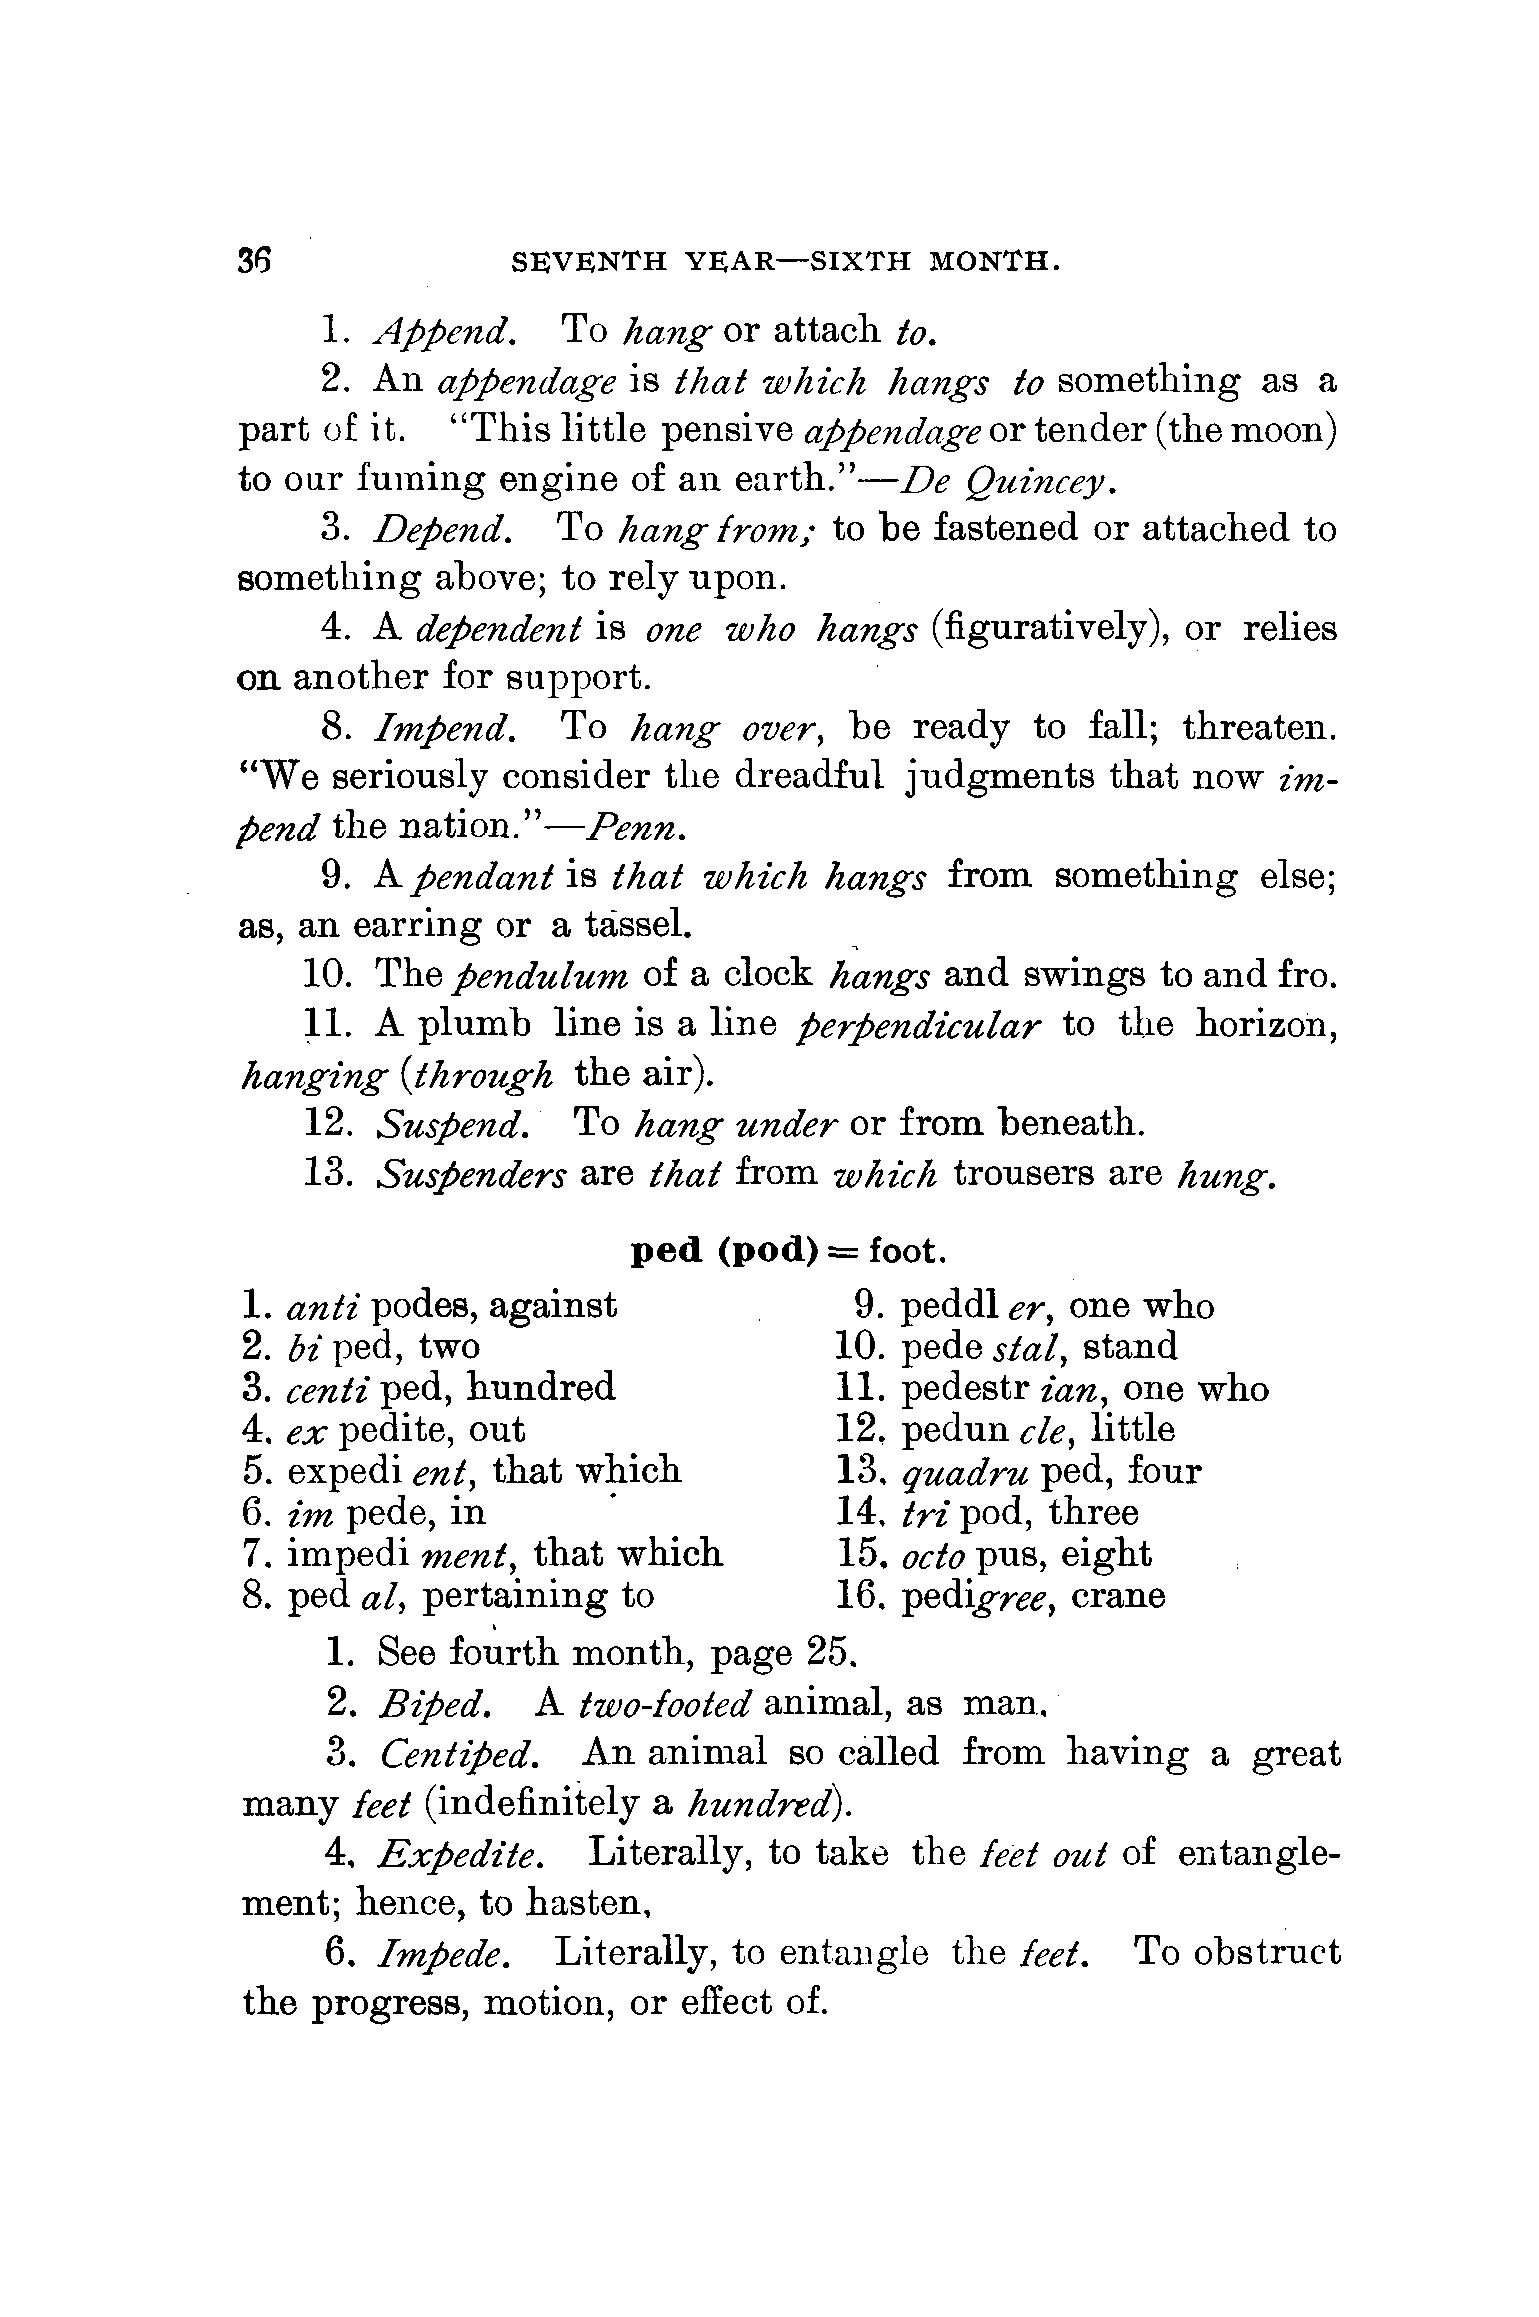 36 SEVENTH YEAR—SIXTH MONTH.
1. Append. To hang or attach to.
2. An appendage is that which hangs to something as a
part of it. “This little pensive appendage or tender (the moon)
to our fuming engine of an earth.”—De Quincey.
3. Depend. To hang from; to be fastened or attached to
something above; to rely upon.
4. A dependent is one who hangs (figuratively), or relies
on another for support.
8. Impend. To hang over, be ready to fall; threaten.
“We seriously consider the dreadful judgments that now im-
pend the nation.”—Penn.
9. A pendant is that which hangs from something else;
as, an earring or a tassel.
10. The pendulum of a clock hangs and swings to and fro.
11. A plumb line is a line perpendicular to the horizon,
hanging (through the air).
12. Suspend. To hang under or from beneath.
13. Suspenders are that from which trousers are hung.
ped (pod) = foot.
1. anti podes, against
2. bi ped, two
3. centi ped, hundred
4. ex pedite, out
5. expedi ent, that which
6. im pede, in
7. impedi ment, that which
8. ped al, pertaining to
9. peddl er, one who
10. pede stal, stand
11. pedestr ian, one who
12. pedun cle, little
13. quadru ped, four
14. tri pod, three
15. octo pus, eight
16. pedigree, crane
1. See fourth month, page 25.
2. Biped. A two-footed animal, as man.
3. Centiped. An animal so called from having a great
many feet (indefinitely a hundred).
4. Expedite. Literally, to take the feet out of entangle-
ment; hence, to hasten.
6. Impede. Literally, to entangle the feet. To obstruct
the progress, motion, or effect of.